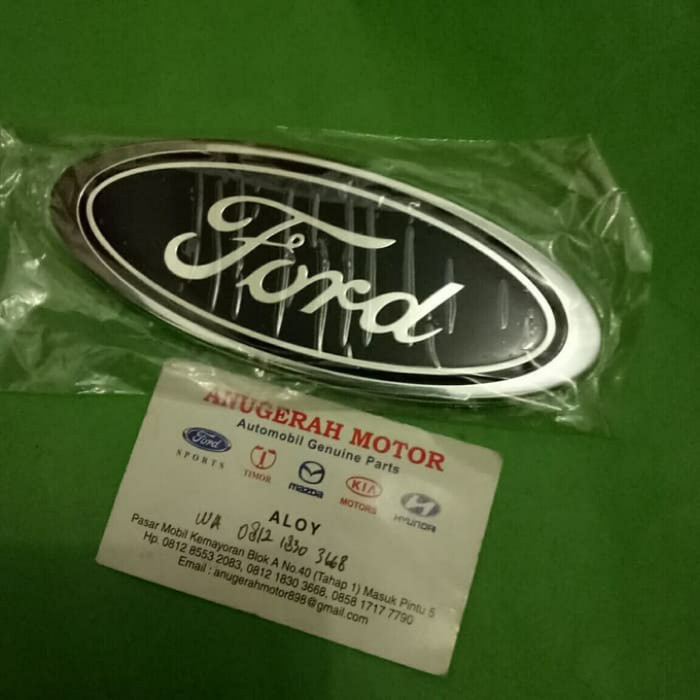 Ford
ANUGERAH MOTOR
Automobil Genuine Parts
Ford
SPORTS
TIMOR
mazda
KIA
MOTORS
HYUNDAI
ALOY
WA 0812 1830 3668
Pasar Mobil Kemayoran Blok A No.40 (Tahap 1) Masuk Pintu 5
Hp. 0812 8553 2083, 0812 1830 3668, 0858 1717 7790
Email : anugerahmotor898@gmail.com